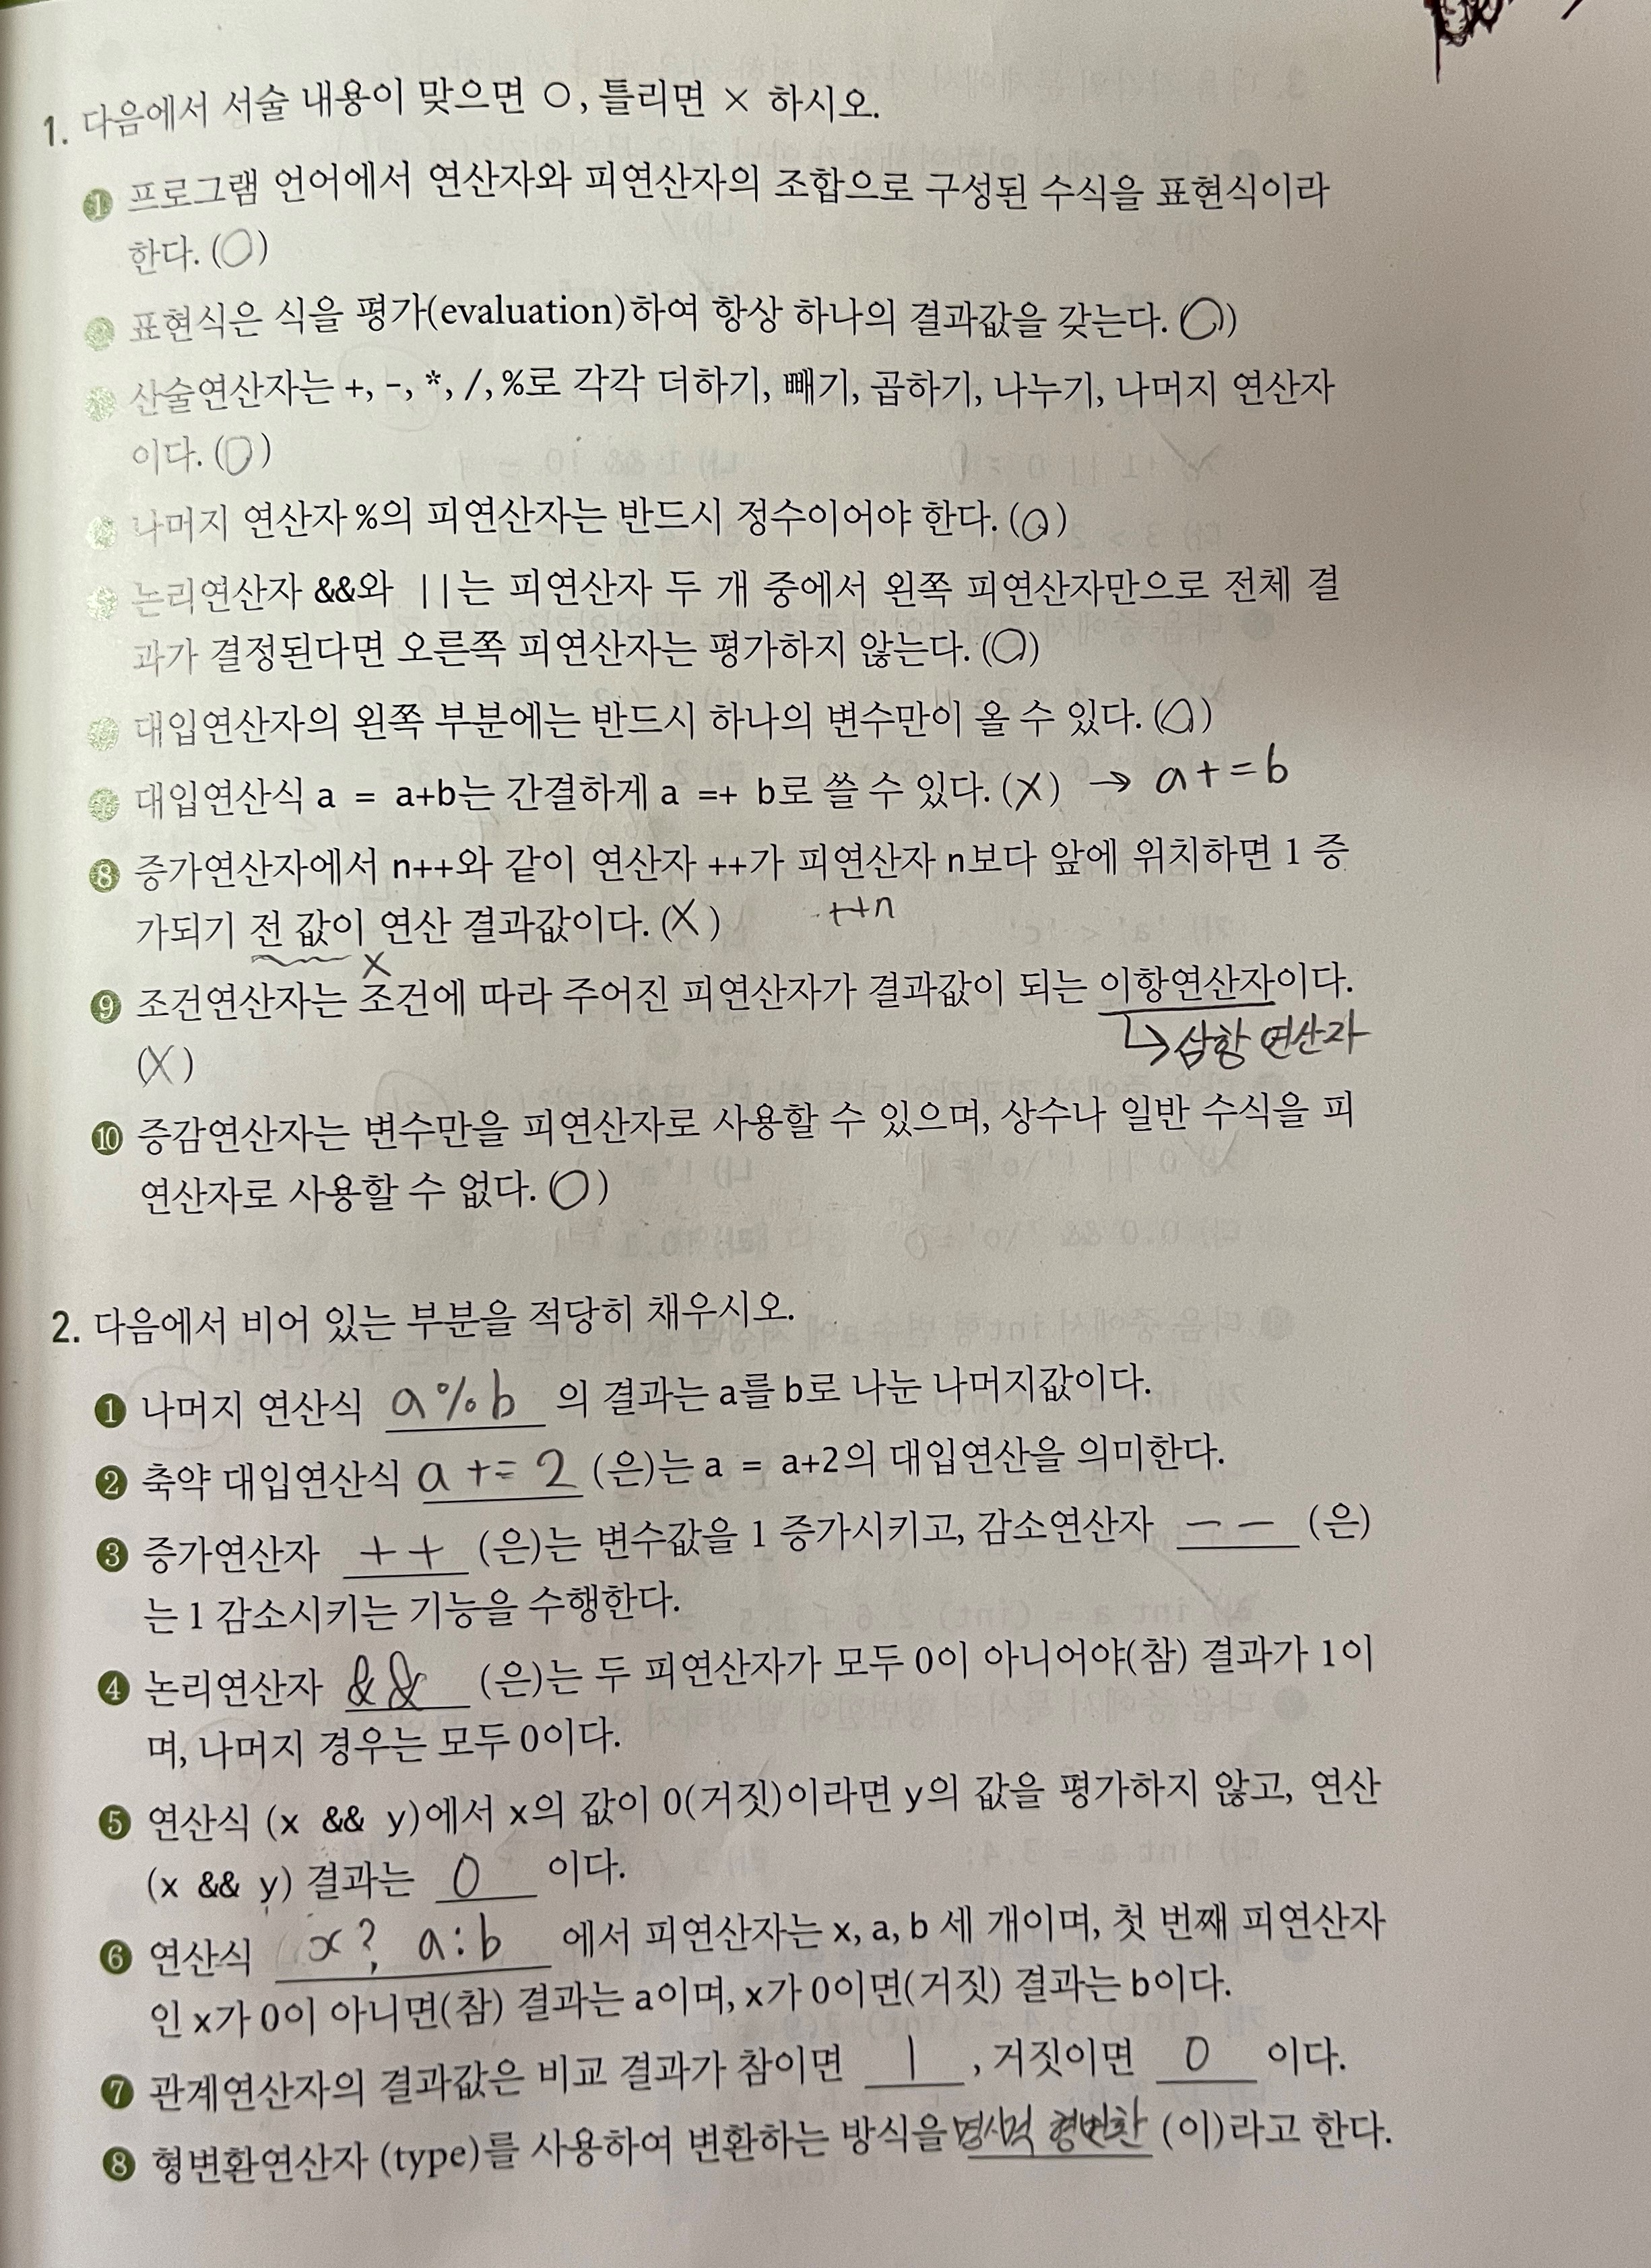 1. 다음에서 서술 내용이 맞으면 ○, 틀리면 × 하시오.
❶ 프로그램 언어에서 연산자와 피연산자의 조합으로 구성된 수식을 표현식이라
한다. (O)
❷ 표현식은 식을 평가(evaluation)하여 항상 하나의 결과값을 갖는다. (O)
❸ 산술연산자는 +, -, *, /, %로 각각 더하기, 빼기, 곱하기, 나누기, 나머지 연산자
이다. (O)
❹ 나머지 연산자 %의 피연산자는 반드시 정수이어야 한다. (O)
❺ 논리연산자 &&와 ||는 피연산자 두 개 중에서 왼쪽 피연산자만으로 전체 결
과가 결정된다면 오른쪽 피연산자는 평가하지 않는다. (O)
❻ 대입연산자의 왼쪽 부분에는 반드시 하나의 변수만이 올 수 있다. (O)
❼ 대입연산식 a = a+b는 간결하게 a =+ b로 쓸 수 있다. (X) → a+=b
❽ 증가연산자에서 n++와 같이 연산자 ++가 피연산자 n보다 앞에 위치하면 1 증
가되기 전 값이 연산 결과값이다. (X) ++n
X
❾ 조건연산자는 조건에 따라 주어진 피연산자가 결과값이 되는 이항연산자이다.
↳ 삼항 연산자
(X)
❿ 증감연산자는 변수만을 피연산자로 사용할 수 있으며, 상수나 일반 수식을 피
연산자로 사용할 수 없다. (O)
2. 다음에서 비어 있는 부분을 적당히 채우시오.
❶ 나머지 연산식 a%b 의 결과는 a를 b로 나눈 나머지값이다.
❷ 축약 대입연산식 a += 2 (은)는 a = a+2의 대입연산을 의미한다.
❸ 증가연산자 ++ (은)는 변수값을 1 증가시키고, 감소연산자 -- (은)
는 1 감소시키는 기능을 수행한다.
❹ 논리연산자 && (은)는 두 피연산자가 모두 0이 아니어야(참) 결과가 1이
며, 나머지 경우는 모두 0이다.
❺ 연산식 (x && y)에서 x의 값이 0(거짓)이라면 y의 값을 평가하지 않고, 연산
(x && y) 결과는 0 이다.
❻ 연산식 x? a:b 에서 피연산자는 x, a, b 세 개이며, 첫 번째 피연산자
인 x가 0이 아니면(참) 결과는 a이며, x가 0이면(거짓) 결과는 b이다.
❼ 관계연산자의 결과값은 비교 결과가 참이면 1 , 거짓이면 0 이다.
❽ 형변환연산자 (type)를 사용하여 변환하는 방식을 명시적 형변환 (이)라고 한다.